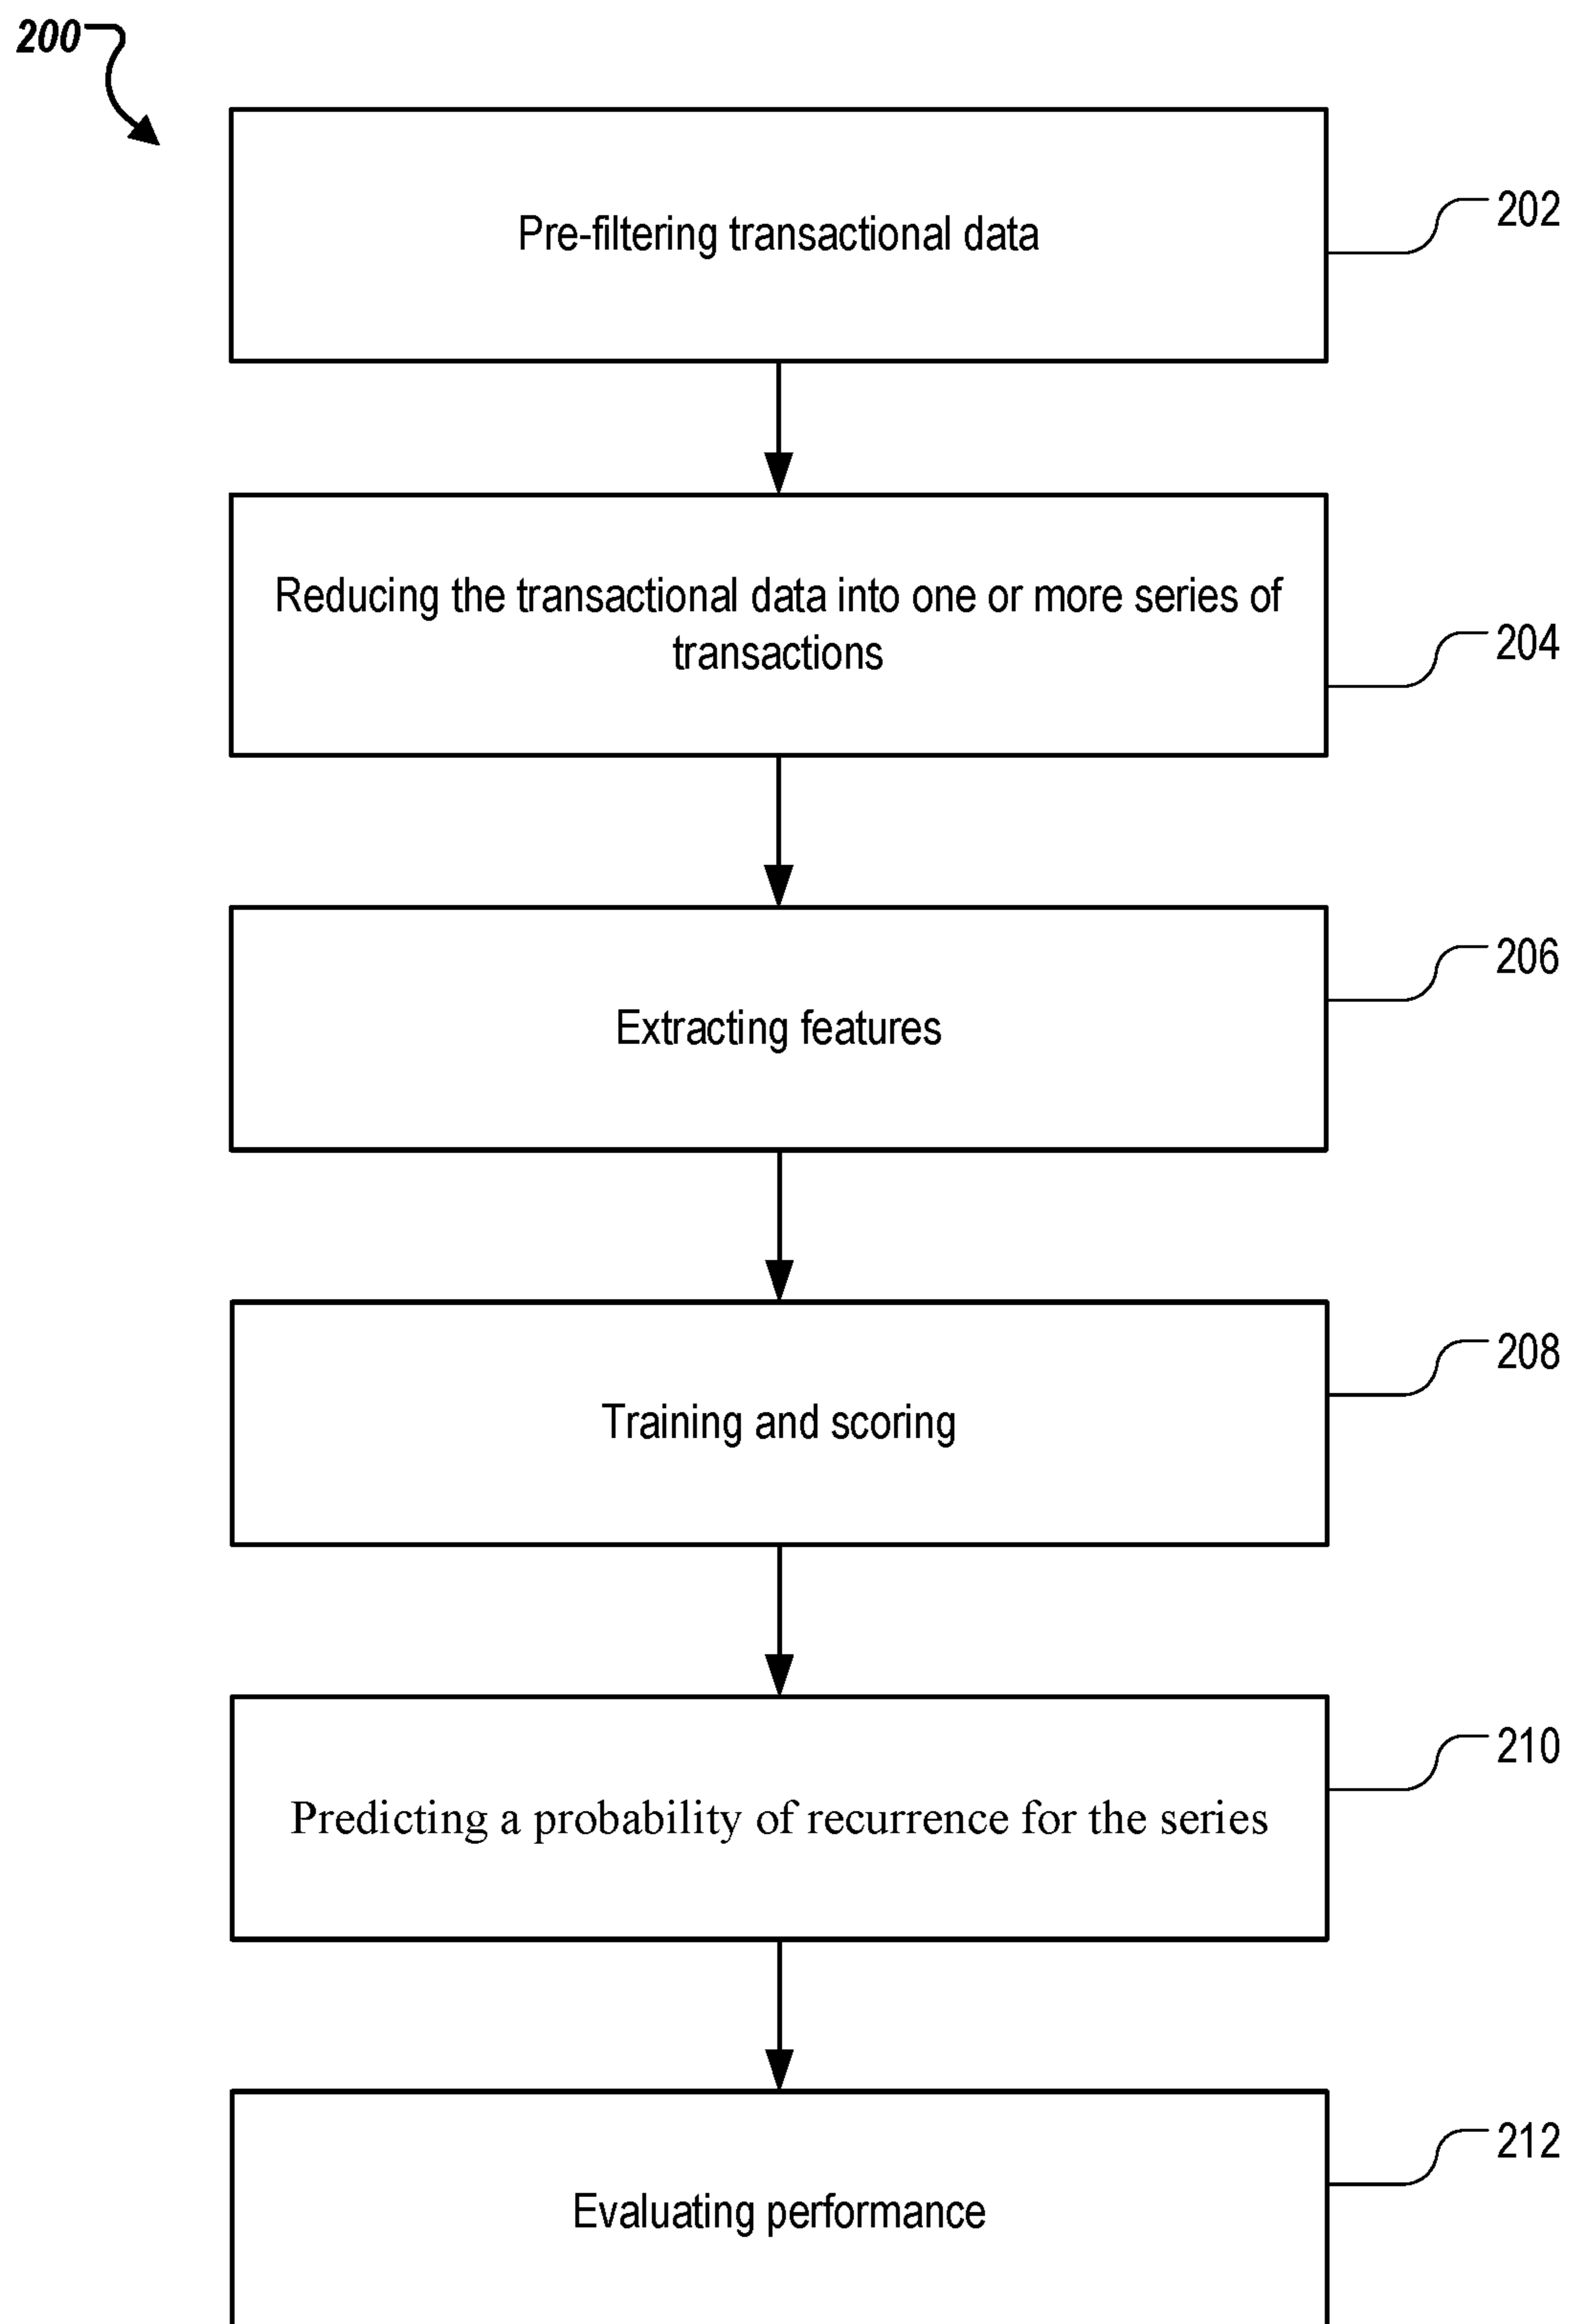 200
Pre-filtering transactional data
202
Reducing the transactional data into one or more series of
transactions
204
Extracting features
206
Training and scoring
208
Predicting a probability of recurrence for the series
210
Evaluating performance
212